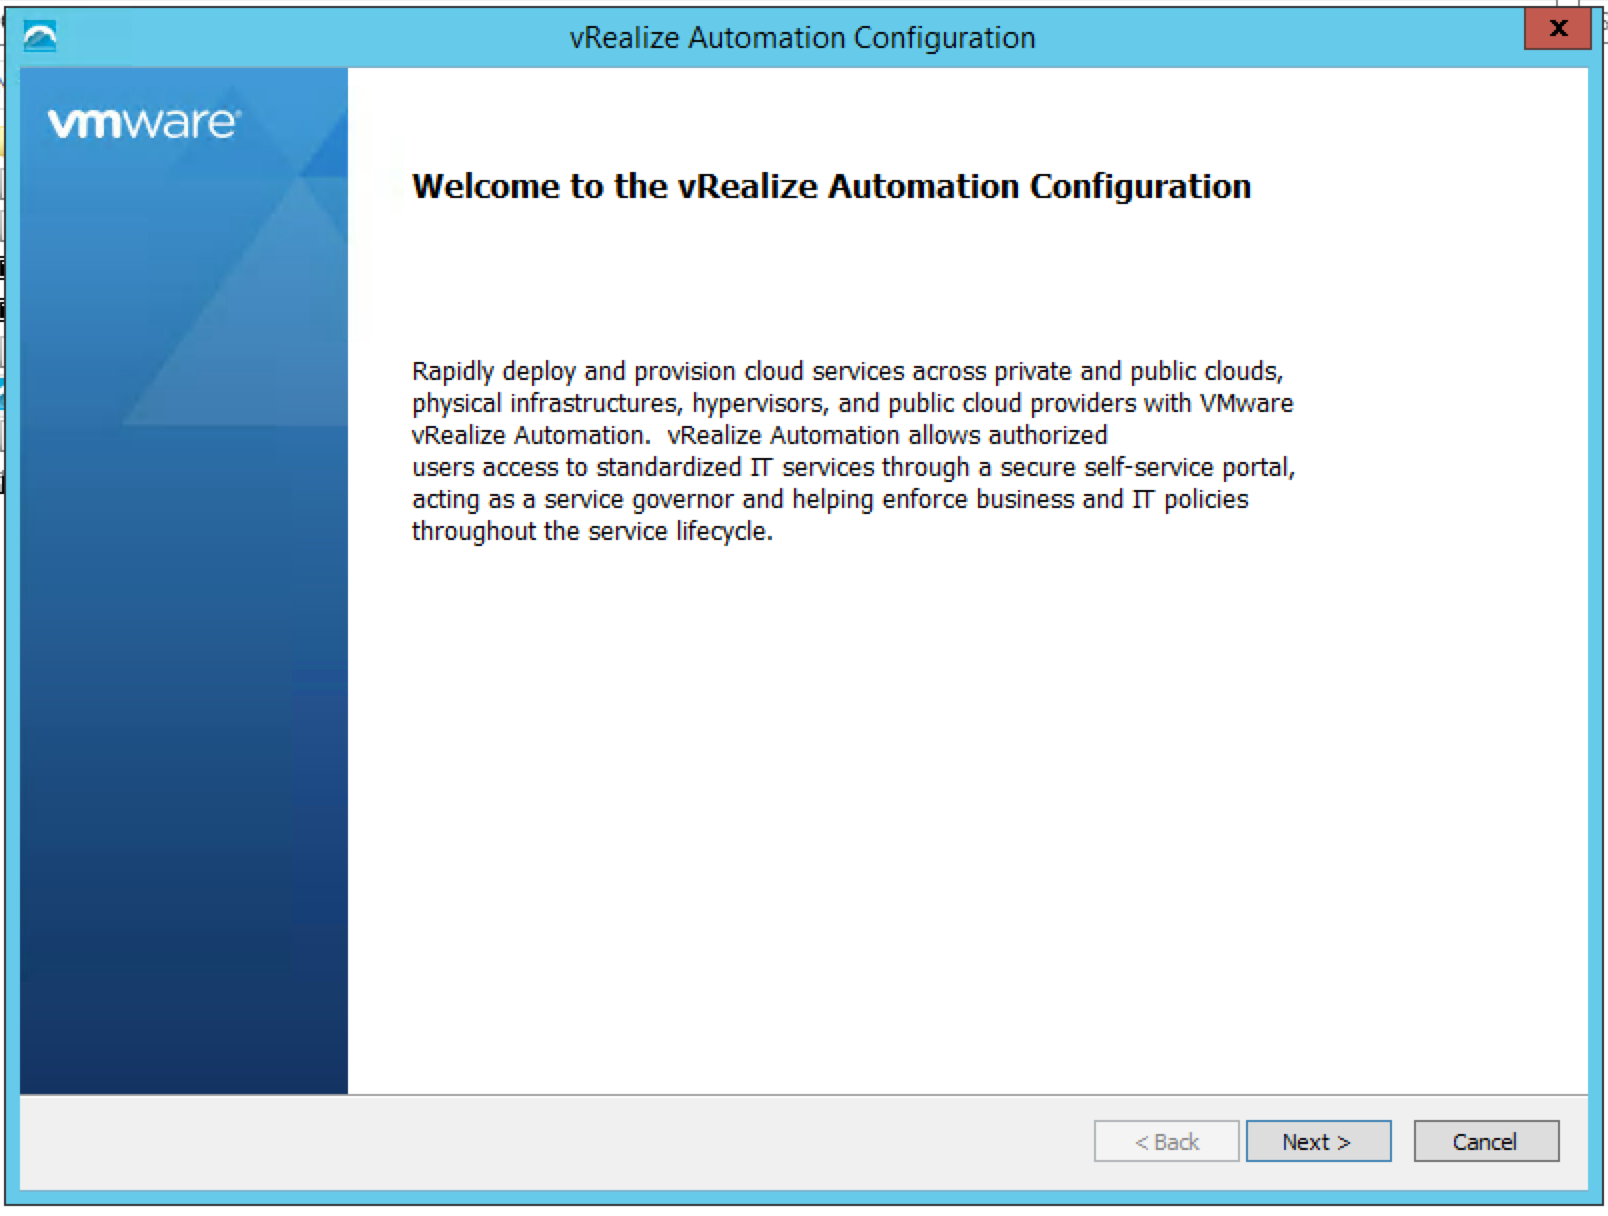 vRealize Automation Configuration
X
vmware®
Welcome to the vRealize Automation Configuration
Rapidly deploy and provision cloud services across private and public clouds,
physical infrastructures, hypervisors, and public cloud providers with VMware
vRealize Automation.  vRealize Automation allows authorized
users access to standardized IT services through a secure self-service portal,
acting as a service governor and helping enforce business and IT policies
throughout the service lifecycle.
< Back
Next >
Cancel